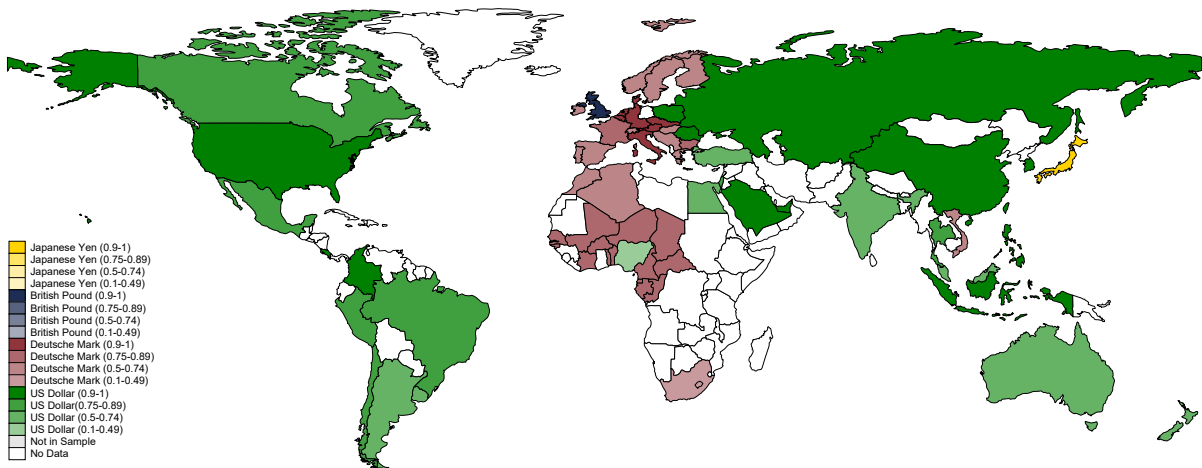 Japanese Yen (0.9-1)
Japanese Yen (0.75-0.89)
Japanese Yen (0.5-0.74)
Japanese Yen (0.1-0.49)
British Pound (0.9-1)
British Pound (0.75-0.89)
British Pound (0.5-0.74)
British Pound (0.1-0.49)
Deutsche Mark (0.9-1)
Deutsche Mark (0.75-0.89)
Deutsche Mark (0.5-0.74)
Deutsche Mark (0.1-0.49)
US Dollar (0.9-1)
US Dollar(0.75-0.89)
US Dollar (0.5-0.74)
US Dollar (0.1-0.49)
Not in Sample
No Data